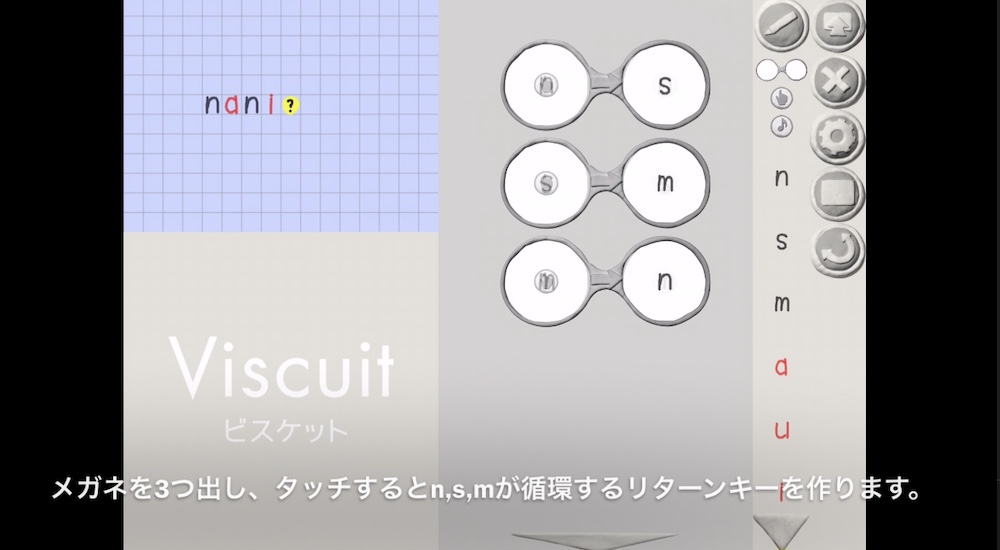 nani?
n s
s m
m n
n
s
m
a
u
i
Viscuit
ビスケット
メガネを3つ出し、タッチするとn,s,mが循環するリターンキーを作ります。